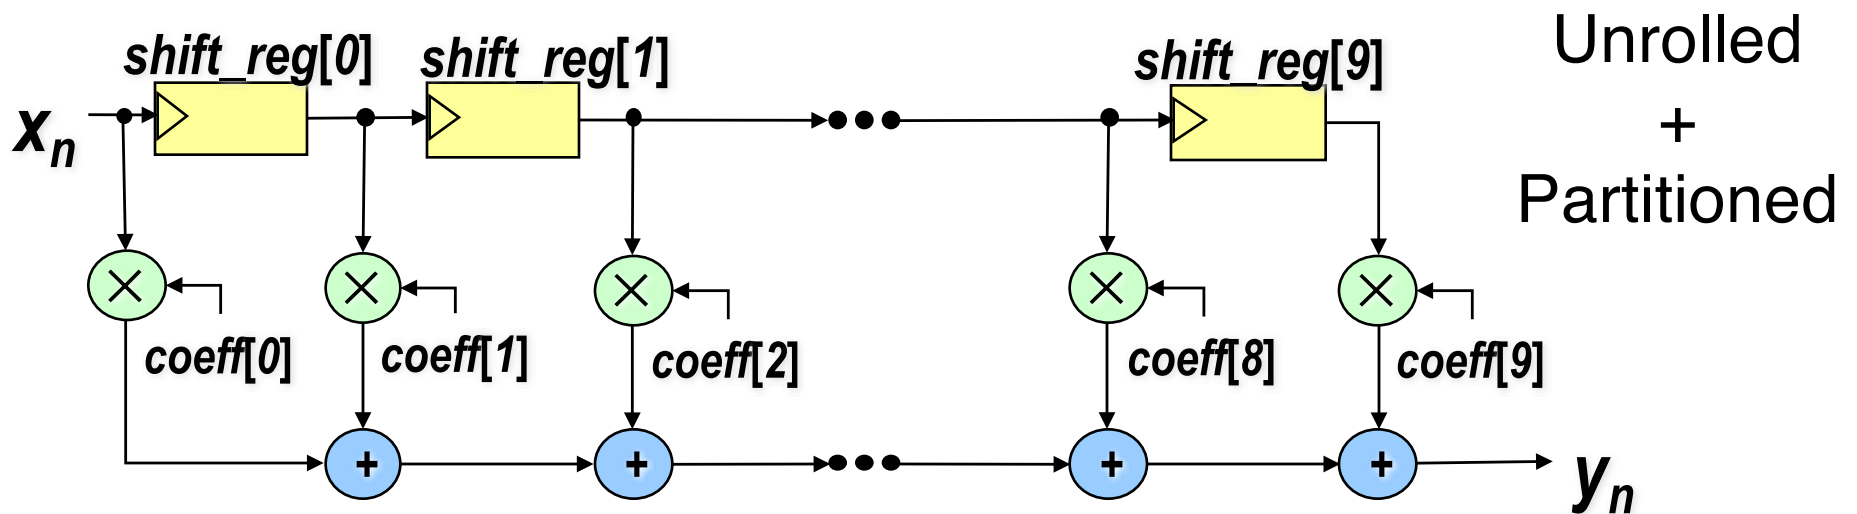 shift_reg[0]
shift_reg[1]
shift_reg[9]
Unrolled
+
Partitioned
xn
×
×
×
×
×
coeff[0]
coeff[1]
coeff[2]
coeff[8]
coeff[9]
+
+
+
+
yn